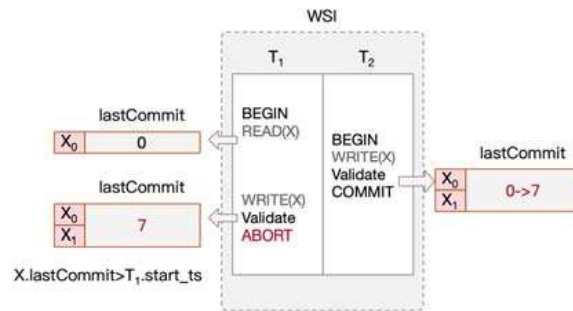 WSI
T1
T2
lastCommit
X0
0
BEGIN
READ(X)
BEGIN
WRITE(X)
Validate
COMMIT
lastCommit
X0
X1
0->7
lastCommit
X0
X1
7
WRITE(X)
Validate
ABORT
X.lastCommit>T1.start_ts